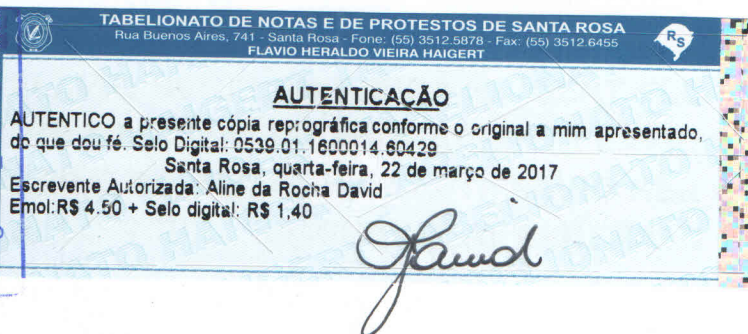 TABELIONATO DE NOTAS E DE PROTESTOS DE SANTA ROSA
Rua Buenos Aires, 741 - Santa Rosa - Fone: (55) 3512.5878 - Fax: (55) 3512.6455
FLAVIO HERALDO VIEIRA HAIGERT
RS
AUTENTICAÇÃO
AUTENTICO a presente cópia reprográfica conforme o original a mim apresentado,
do que dou fé. Selo Digital: 0539.01.1600014.60429
Santa Rosa, quarta-feira, 22 de março de 2017
Escrevente Autorizada: Aline da Rocha David
Emol:R$ 4.50 + Selo digital: R$ 1,40